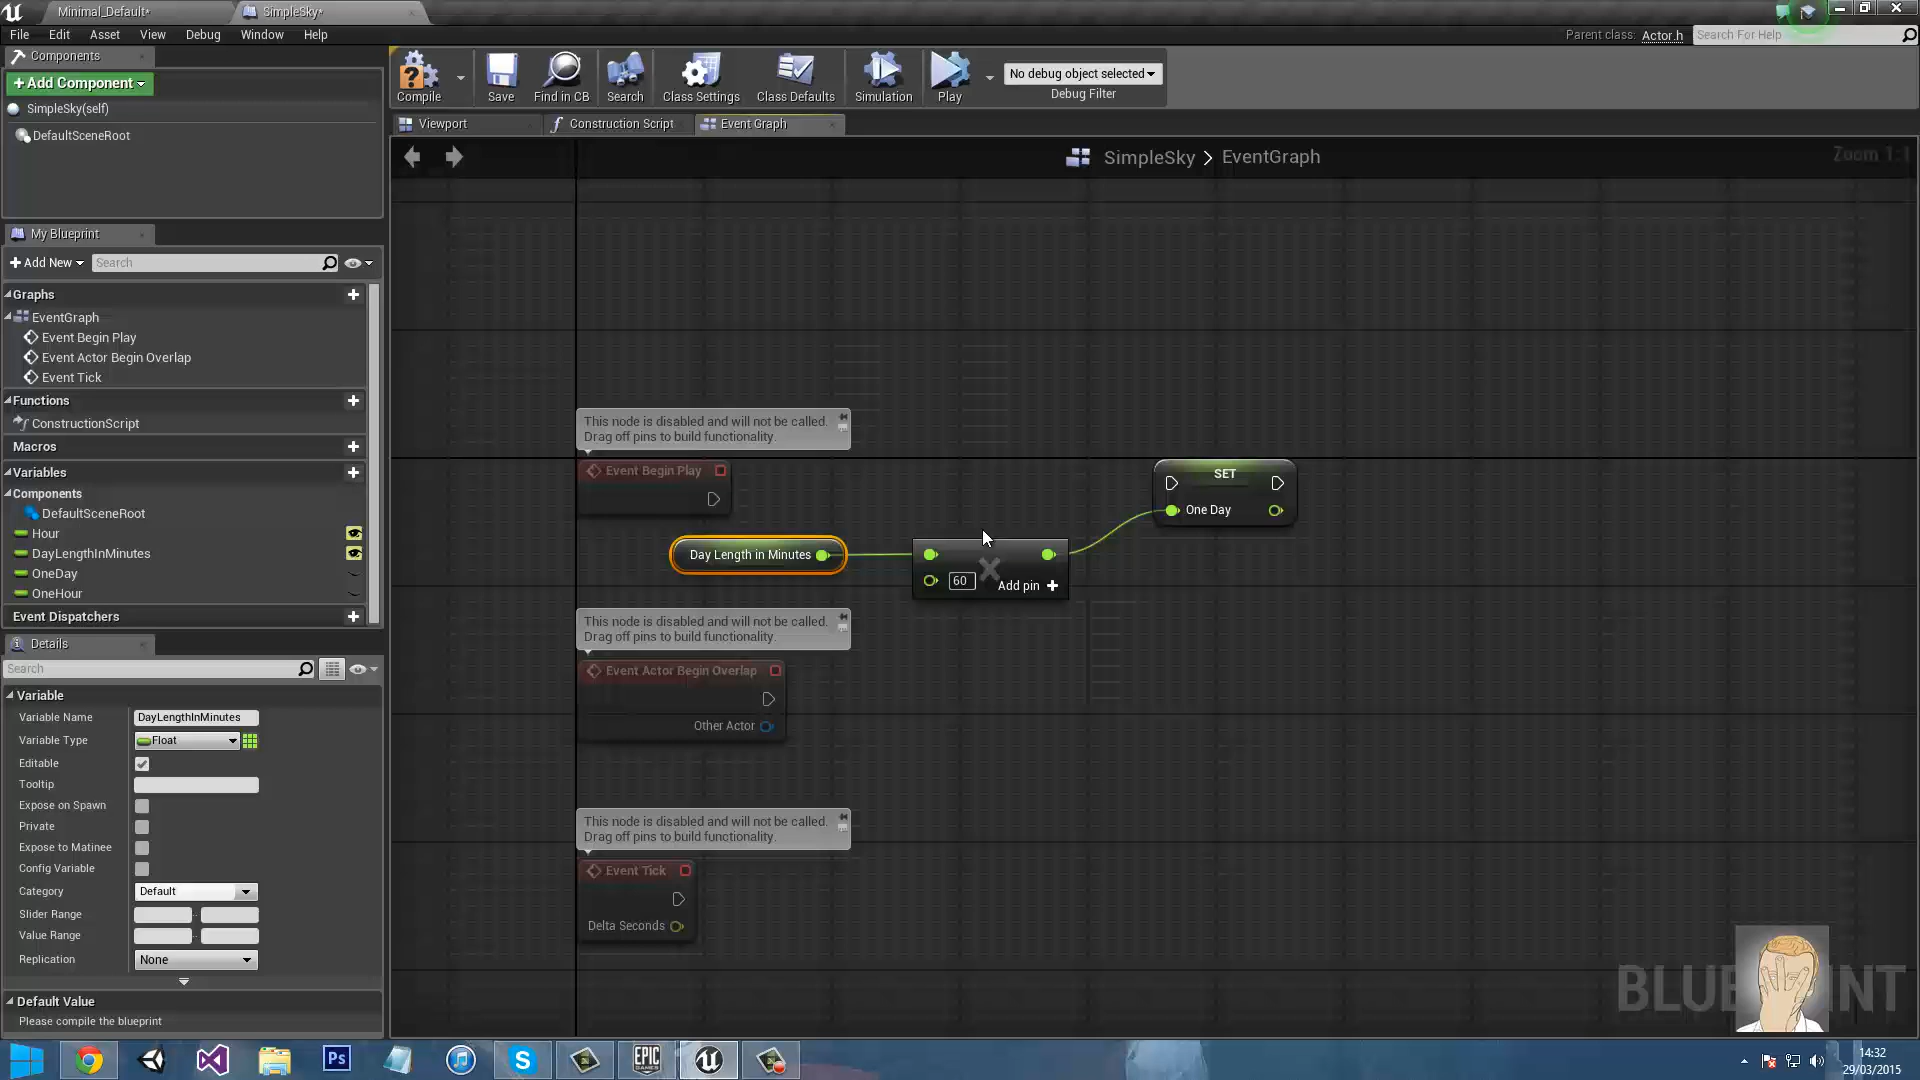 Minimal_Default*
SimpleSky*
File Edit Asset View Debug Window Help
Parent class: Actor.h
Search For Help
Components
Add Component
SimpleSky(self)
DefaultSceneRoot
My Blueprint
Add New
Search
Graphs
EventGraph
Event Begin Play
Event Actor Begin Overlap
Event Tick
Functions
ConstructionScript
Macros
Variables
Components
DefaultSceneRoot
Hour
DayLengthInMinutes
OneDay
OneHour
Event Dispatchers
Details
Search
Variable
Variable Name DayLengthInMinutes
Variable Type Float
Editable
Tooltip
Expose on Spawn
Private
Expose to Matinee
Config Variable
Category Default
Slider Range
Value Range
Replication None
Default Value
Please compile the blueprint
Compile
Save
Find in CB
Search
Class Settings
Class Defaults
Simulation
Play
No debug object selected
Debug Filter
Viewport
Construction Script
Event Graph
SimpleSky > EventGraph
Zoom 1:1
This node is disabled and will not be called.
Drag off pins to build functionality.
Event Begin Play
Day Length in Minutes
60
Add pin
SET
One Day
This node is disabled and will not be called.
Drag off pins to build functionality.
Event Actor Begin Overlap
Other Actor
This node is disabled and will not be called.
Drag off pins to build functionality.
Event Tick
Delta Seconds
Ps
EPIC
GAMES
14:32
29/03/2015